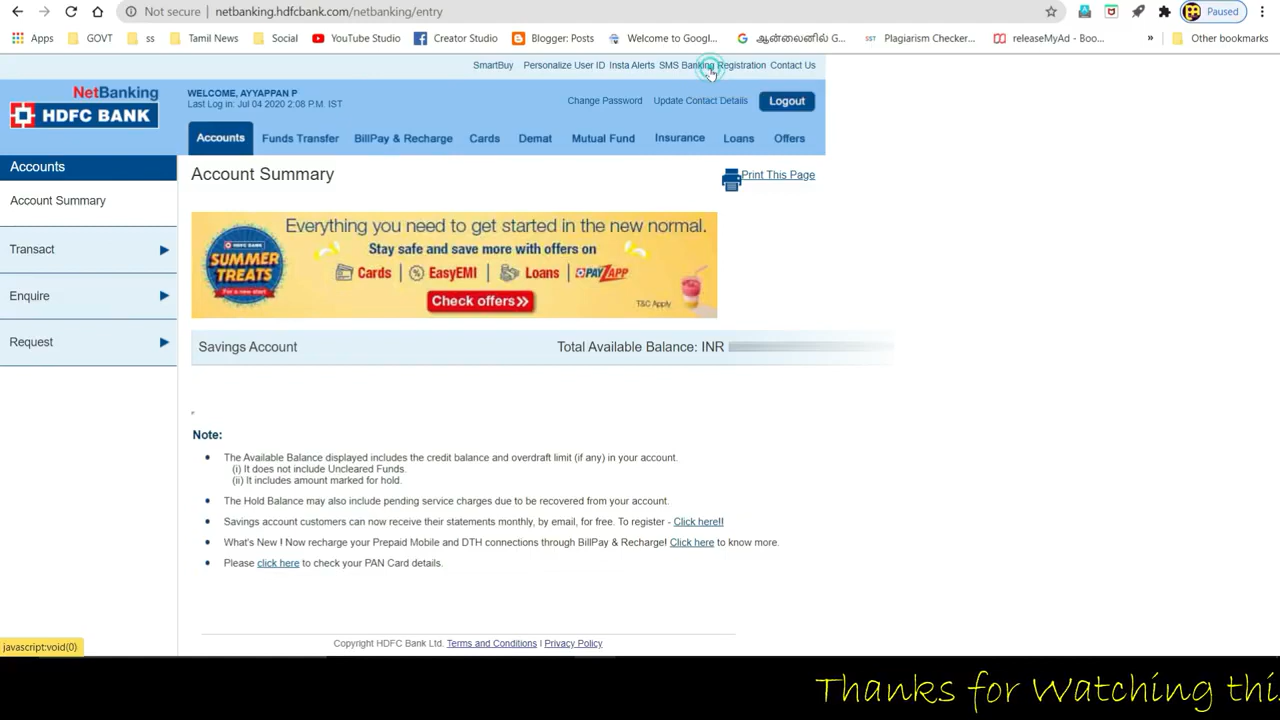 Not secure | netbanking.hdfcbank.com/netbanking/entry
Paused
Apps GOVT ss Tamil News Social YouTube Studio Creator Studio Blogger: Posts Welcome to Googl... ஆன்லைனில் G... Plagiarism Checker... releaseMyAd - Boo... » Other bookmarks
SmartBuy Personalize User ID Insta Alerts SMS Banking Registration Contact Us
NetBanking
HDFC BANK
WELCOME, AYYAPPAN P
Last Log in: Jul 04 2020 2:08 P.M. IST
Change Password Update Contact Details Logout
Accounts Funds Transfer BillPay & Recharge Cards Demat Mutual Fund Insurance Loans Offers
Accounts
Account Summary
Transact
Enquire
Request
Account Summary
Print This Page
HDFC BANK
SUMMER
TREATS
For a new start
Everything you need to get started in the new normal.
Stay safe and save more with offers on
Cards | EasyEMI | Loans | PAYZAPP
Check offers»
T&C Apply
Savings Account Total Available Balance: INR
Note:
The Available Balance displayed includes the credit balance and overdraft limit (if any) in your account.
(i) It does not include Uncleared Funds.
(ii) It includes amount marked for hold.
The Hold Balance may also include pending service charges due to be recovered from your account.
Savings account customers can now receive their statements monthly, by email, for free. To register - Click here!!
What's New ! Now recharge your Prepaid Mobile and DTH connections through BillPay & Recharge! Click here to know more.
Please click here to check your PAN Card details.
Copyright HDFC Bank Ltd. Terms and Conditions I Privacy Policy
javascript:void(0)
Thanks for Watching thi